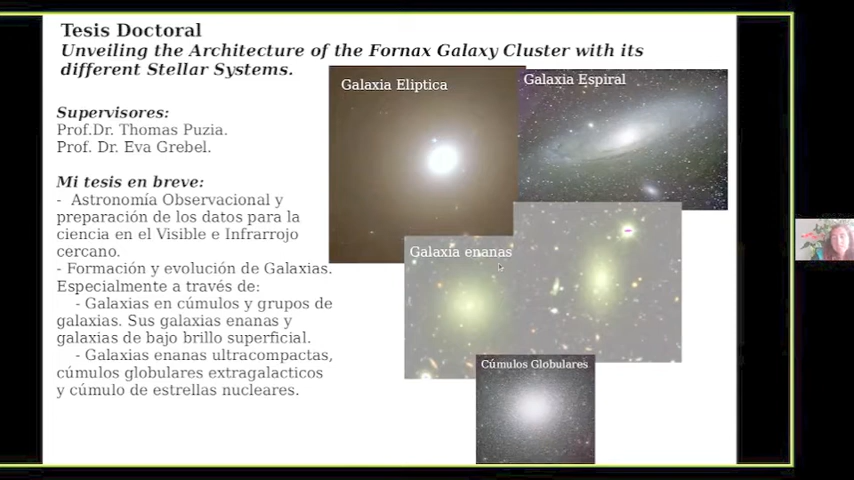 Tesis Doctoral
Unveiling the Architecture of the Fornax Galaxy Cluster with its
different Stellar Systems.
Supervisores:
Prof.Dr. Thomas Puzia.
Prof. Dr. Eva Grebel.
Mi tesis en breve:
- Astronomía Observacional y
preparación de los datos para la
ciencia en el Visible e Infrarrojo
cercano.
- Formación y evolución de Galaxias.
Especialmente a través de:
- Galaxias en cúmulos y grupos de
galaxias. Sus galaxias enanas y
galaxias de bajo brillo superficial.
- Galaxias enanas ultracompactas,
cúmulos globulares extragalacticos
y cúmulo de estrellas nucleares.
Galaxia Eliptica
Galaxia Espiral
Galaxia enanas
Cúmulos Globulares